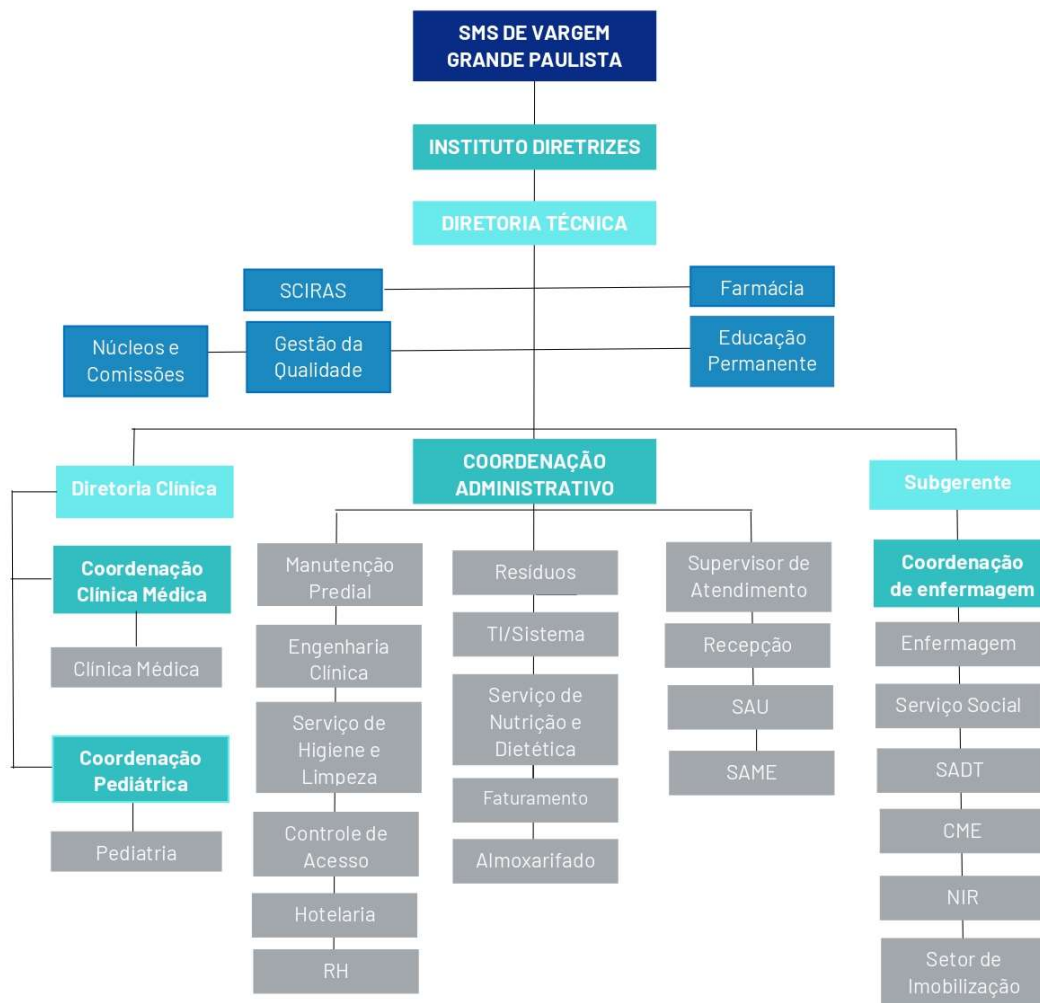 SMS DE VARGEM
GRANDE PAULISTA
INSTITUTO DIRETRIZES
DIRETORIA TÉCNICA
SCIRAS
Farmácia
Núcleos e
Comissões
Gestão da
Qualidade
Educação
Permanente
Diretoria Clínica
Coordenação
Clínica Médica
Clínica Médica
Coordenação
Pediátrica
Pediatria
COORDENAÇÃO
ADMINISTRATIVO
Manutenção
Predial
Engenharia
Clínica
Serviço de
Higiene e
Limpeza
Controle de
Acesso
Hotelaria
RH
Resíduos
TI/Sistema
Serviço de
Nutrição e
Dietética
Faturamento
Almoxarifado
Supervisor de
Atendimento
Recepção
SAU
SAME
Subgerente
Coordenação
de enfermagem
Enfermagem
Serviço Social
SADT
CME
NIR
Setor de
Imobilização